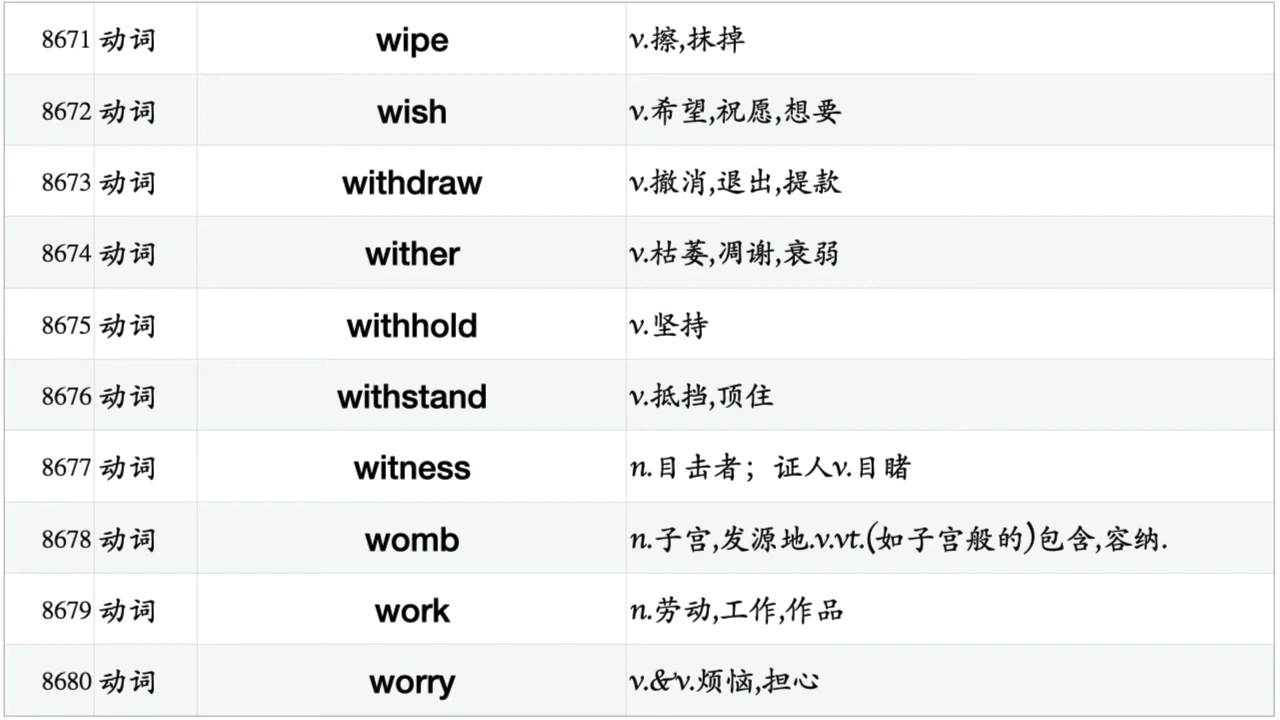 8671 动词 wipe v.擦,抹掉
8672 动词 wish v.希望,祝愿,想要
8673 动词 withdraw v.撤消,退出,提款
8674 动词 wither v.枯萎,凋谢,衰弱
8675 动词 withhold v.坚持
8676 动词 withstand v.抵挡,顶住
8677 动词 witness n.目击者；证人v.目睹
8678 动词 womb n.子宫,发源地.v.vt.(如子宫般的)包含,容纳.
8679 动词 work n.劳动,工作,作品
8680 动词 worry v.&v.烦恼,担心